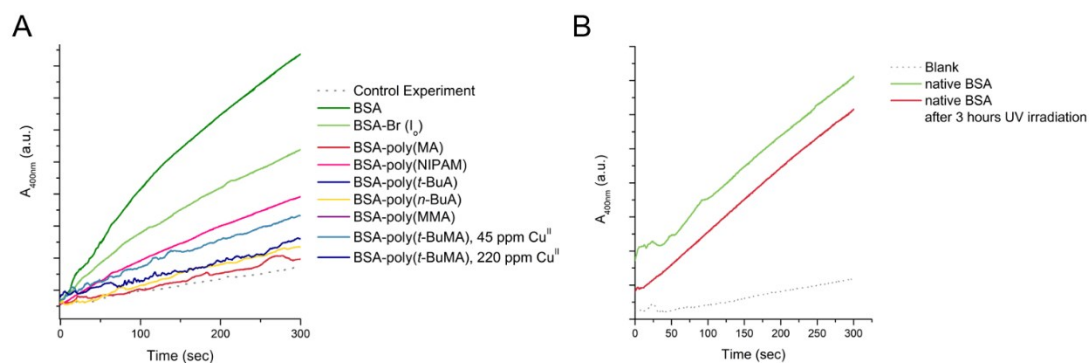 A
A400nm (a.u.)
0
100
200
300
Time (sec)
Control Experiment
BSA
BSA-Br (Io)
BSA-poly(MA)
BSA-poly(NIPAM)
BSA-poly(t-BuA)
BSA-poly(n-BuA)
BSA-poly(MMA)
BSA-poly(t-BuMA), 45 ppm CuII
BSA-poly(t-BuMA), 220 ppm CuII
B
A400nm (a.u.)
0
50
100
150
200
250
300
Time (sec)
Blank
native BSA
native BSA
after 3 hours UV irradiation